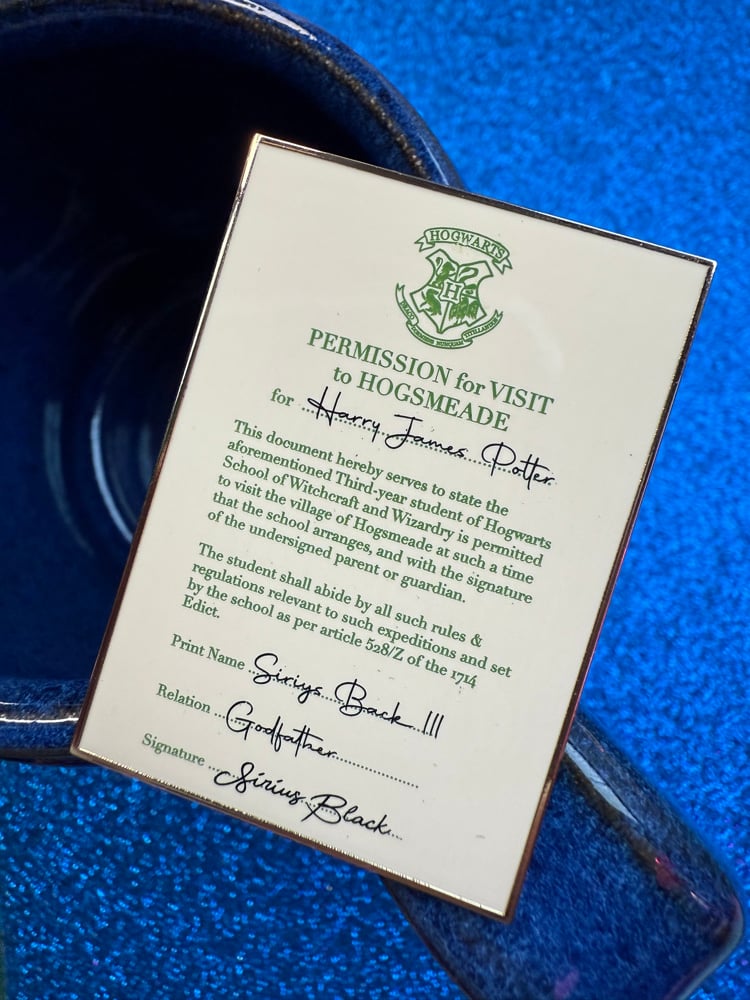 HOGWARTS
H
DRACO DORMIENS NUNQUAM TITILLANDUS
PERMISSION for VISIT
to HOGSMEADE
for Harry James Potter
This document hereby serves to state the
aforementioned Third-year student of Hogwarts
School of Witchcraft and Wizardry is permitted
to visit the village of Hogsmeade at such a time
that the school arranges, and with the signature
of the undersigned parent or guardian.
The student shall abide by all such rules &
regulations relevant to such expeditions and set
by the school as per article 528/Z of the 1714
Edict.
Print Name Siriys Back III
Relation Godfather
Signature Sirius Black